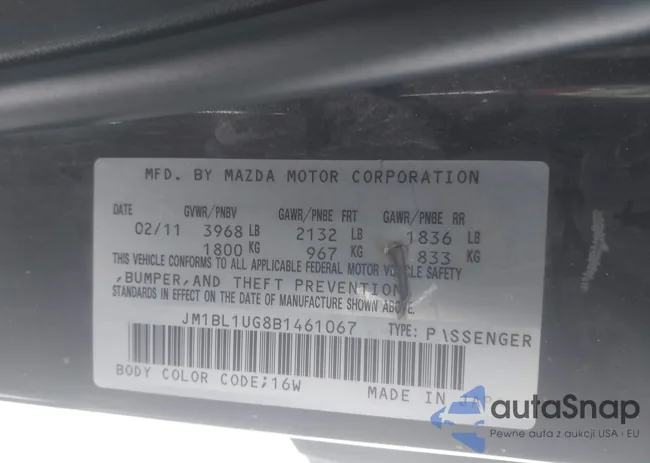 MFD. BY MAZDA MOTOR CORPORATION
DATE GVWR/PNBV GAWR/PNBE FRT GAWR/PNBE RR
02/11 3968 LB 2132 LB 1836 LB
1800 KG 967 KG 833 KG
THIS VEHICLE CONFORMS TO ALL APPLICABLE FEDERAL MOTOR VEHICLE SAFETY
,BUMPER,AND THEFT PREVENTION
STANDARDS IN EFFECT ON THE DATE OF MANUFACTURE SHOWN ABOVE.
JM1BL1UG8B1461067 TYPE: PASSENGER
BODY COLOR CODE;16W MADE IN
autaSnap
Pewne auta z aukcji USA i EU